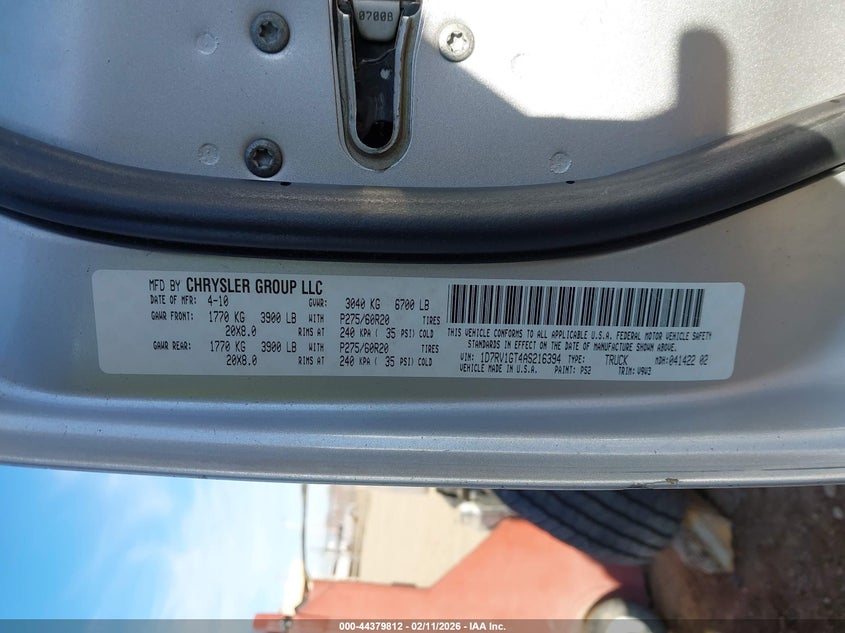 07008
MFD BY CHRYSLER GROUP LLC
DATE OF MFR: 4-10 GVWR: 3040 KG 6700 LB
GAWR FRONT: 1770 KG 3900 LB WITH P275/60R20 TIRES
20X8.0 RIMS AT 240 KPA ( 35 PSI) COLD
GAWR REAR: 1770 KG 3900 LB WITH P275/60R20 TIRES
20X8.0 RIMS AT 240 KPA ( 35 PSI) COLD
THIS VEHICLE CONFORMS TO ALL APPLICABLE U.S.A. FEDERAL MOTOR VEHICLE SAFETY
STANDARDS IN EFFECT ON THE DATE OF MANUFACTURE SHOWN ABOVE.
VIN: 1D7RV1GT4AS216394 TYPE: TRUCK MDH: 041422 02
VEHICLE MADE IN U.S.A. PAINT: PS2 TRIM: V9V3
000-44379812 - 02/11/2026 - IAA Inc.